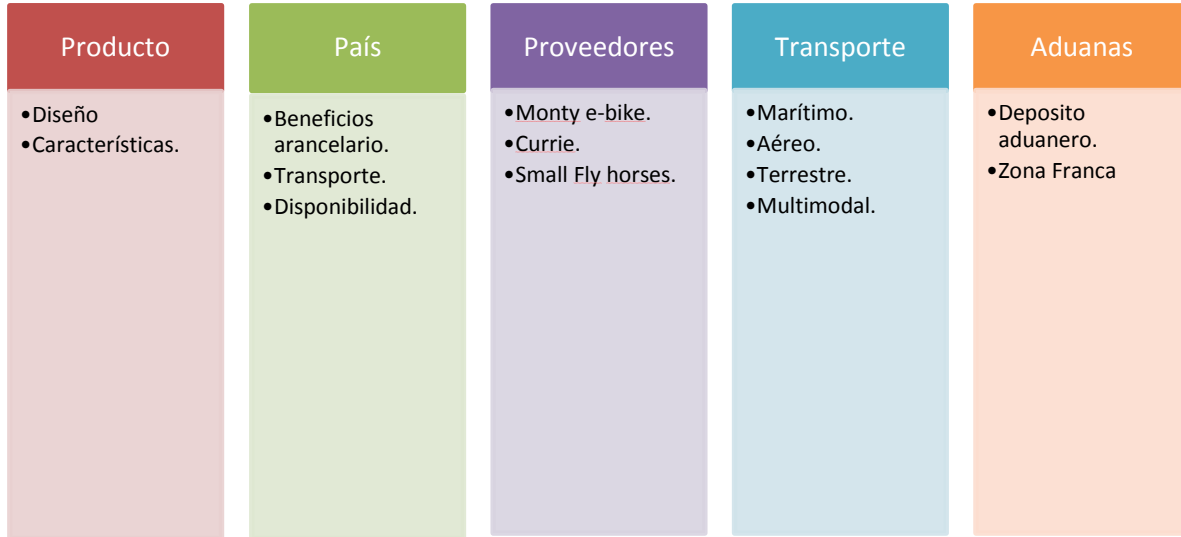 Producto
•Diseño
•Características.
País
•Beneficios
arancelario.
•Transporte.
•Disponibilidad.
Proveedores
•Monty e-bike.
•Currie.
•Small Fly horses.
Transporte
•Marítimo.
•Aéreo.
•Terrestre.
•Multimodal.
Aduanas
•Deposito
aduanero.
•Zona Franca